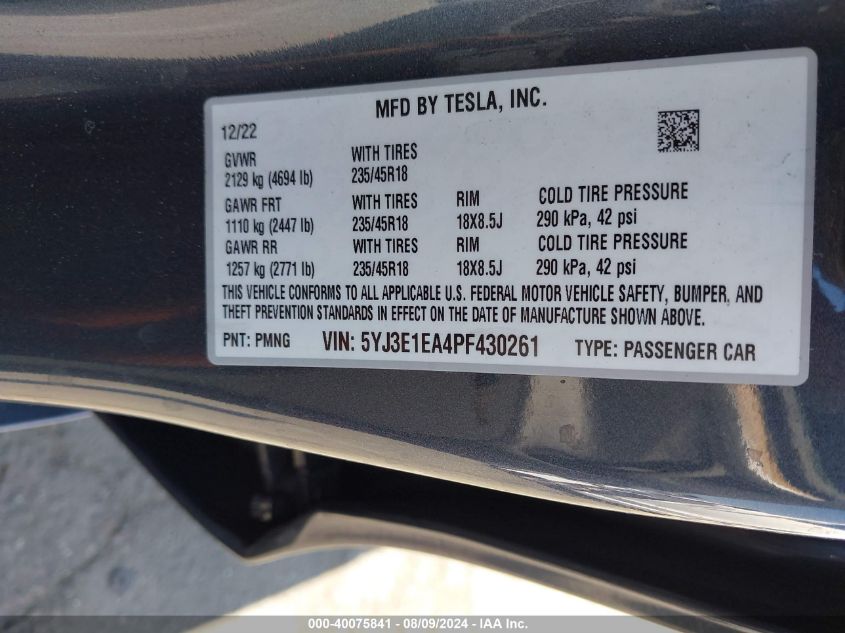 MFD BY TESLA, INC.
12/22
GVWR WITH TIRES
2129 kg (4694 lb) 235/45R18
GAWR FRT WITH TIRES RIM COLD TIRE PRESSURE
1110 kg (2447 lb) 235/45R18 18X8.5J 290 kPa, 42 psi
GAWR RR WITH TIRES RIM COLD TIRE PRESSURE
1257 kg (2771 lb) 235/45R18 18X8.5J 290 kPa, 42 psi
THIS VEHICLE CONFORMS TO ALL APPLICABLE U.S. FEDERAL MOTOR VEHICLE SAFETY, BUMPER, AND
THEFT PREVENTION STANDARDS IN EFFECT ON THE DATE OF MANUFACTURE SHOWN ABOVE.
PNT: PMNG VIN: 5YJ3E1EA4PF430261 TYPE: PASSENGER CAR
000-40075841 - 08/09/2024 - IAA Inc.